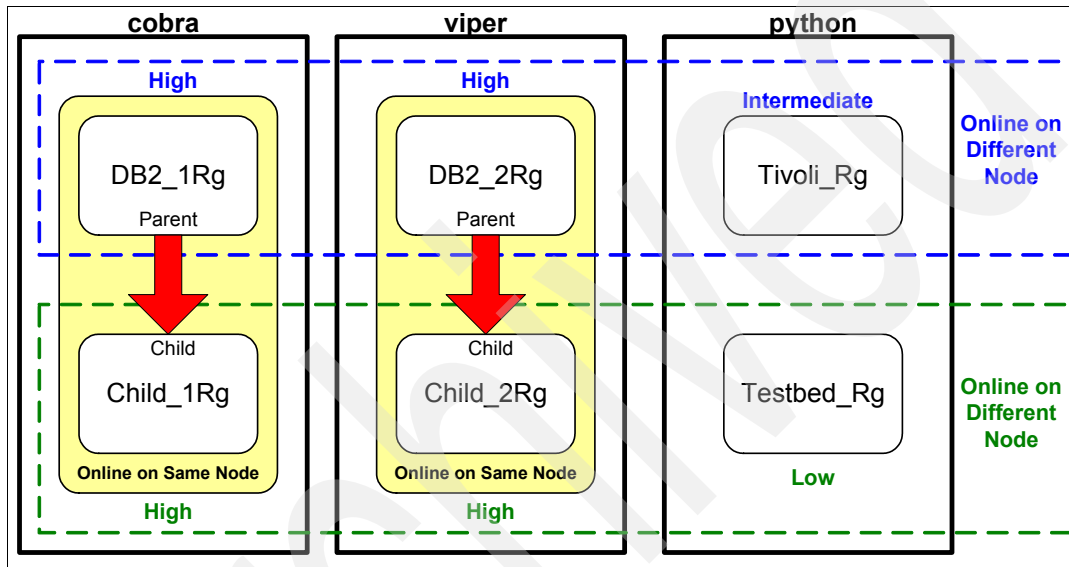 cobra
viper
python
High
High
Intermediate
Online on
Different
Node
DB2_1Rg
Parent
DB2_2Rg
Parent
Tivoli_Rg
Child
Child_1Rg
Child
Child_2Rg
Testbed_Rg
Online on
Different
Node
Online on Same Node
Online on Same Node
Low
High
High